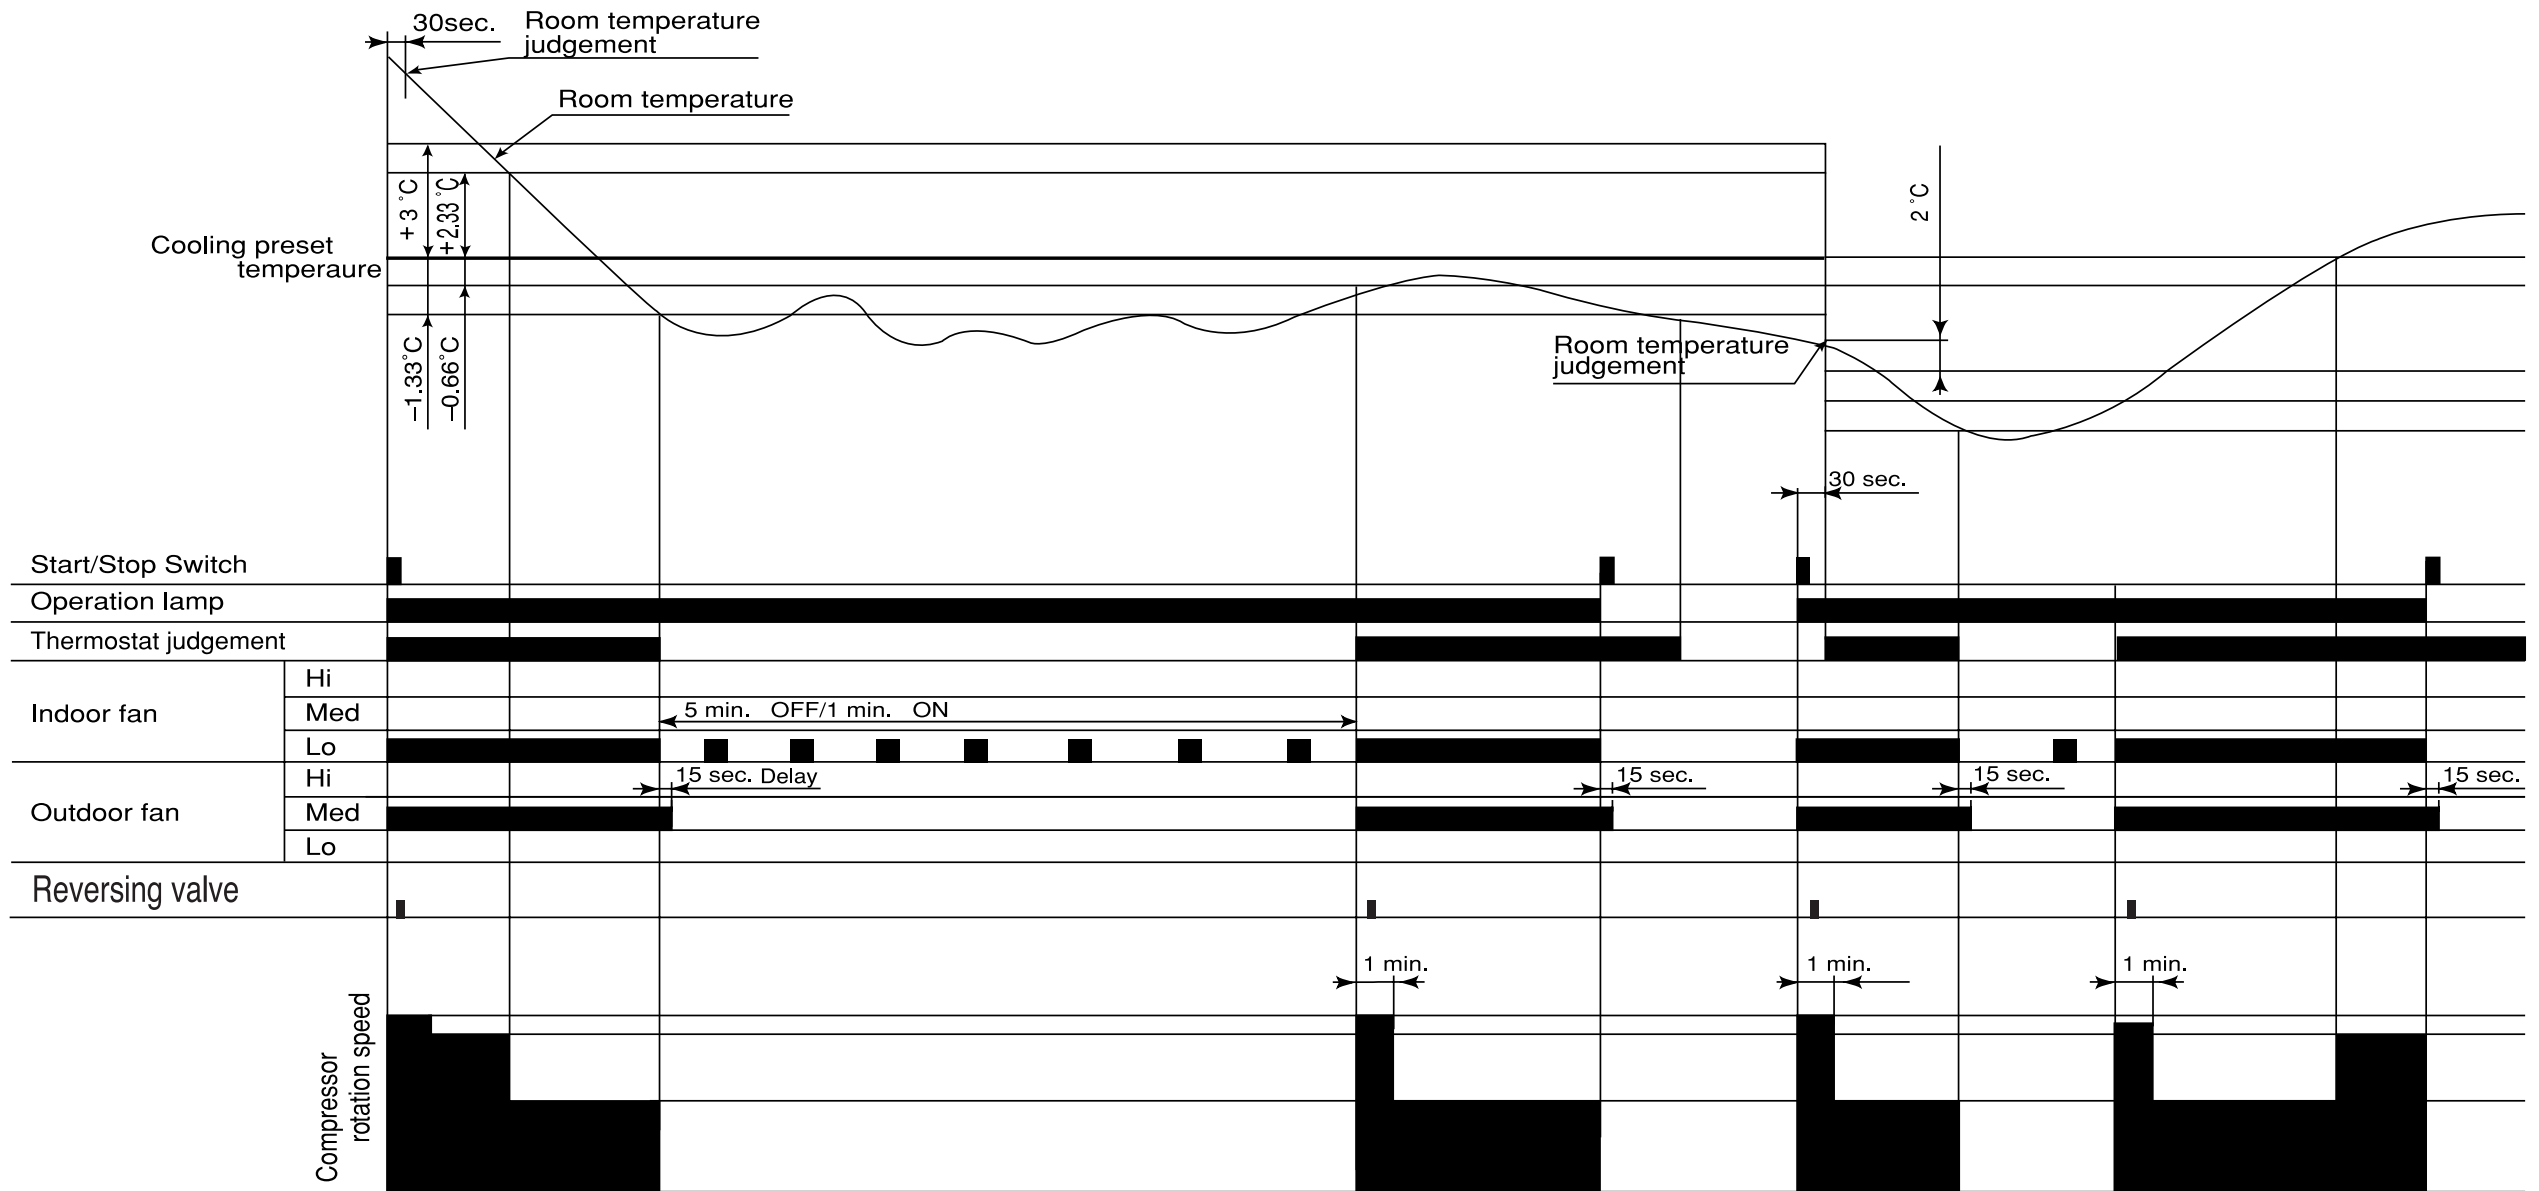 30sec.
Room temperature
judgement
Room temperature
+3°C
+2.33°C
2°C
Cooling preset
temperaure
−1.33°C
−0.66°C
Room temperature
judgement
30 sec.
Start/Stop Switch
Operation lamp
Thermostat judgement
Hi
Indoor fan
Med
5 min. OFF/1 min. ON
Lo
Hi
15 sec. Delay
15 sec.
15 sec.
15 sec.
Outdoor fan
Med
Lo
Reversing valve
1 min.
1 min.
1 min.
Compressor
rotation speed